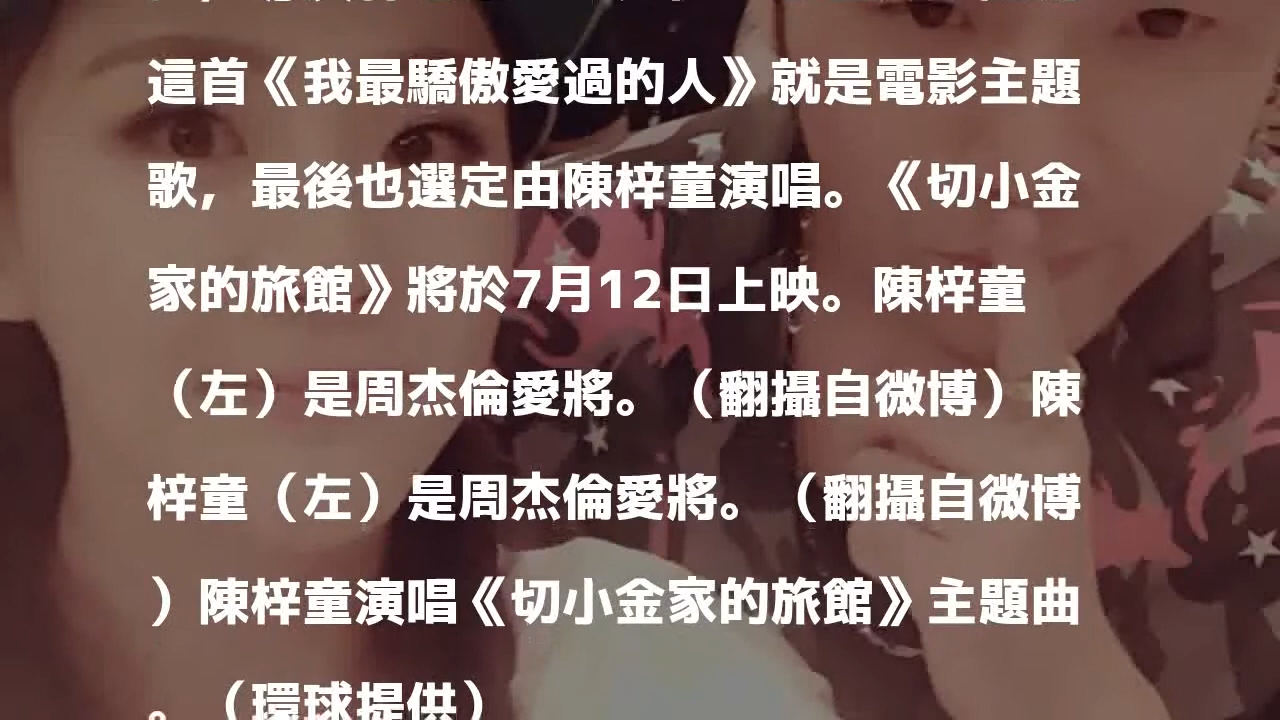 這首《我最驕傲愛過的人》就是電影主題
歌，最後也選定由陳梓童演唱。《切小金
家的旅館》將於7月12日上映。陳梓童
（左）是周杰倫愛將。（翻攝自微博）陳
梓童（左）是周杰倫愛將。（翻攝自微博
）陳梓童演唱《切小金家的旅館》主題曲
。（環球提供）